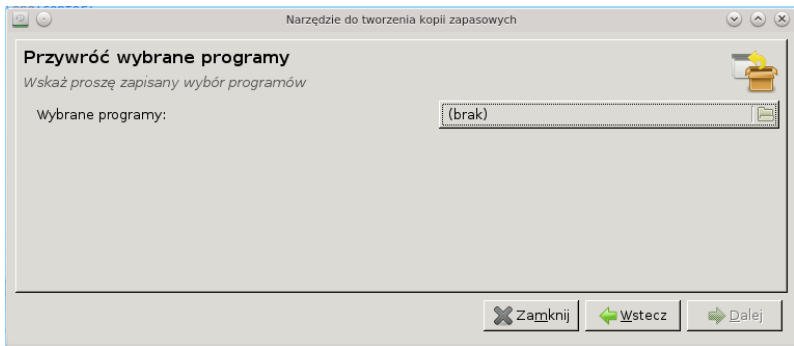 Narzędzie do tworzenia kopii zapasowych
Przywróć wybrane programy
Wskaż proszę zapisany wybór programów
Wybrane programy: (brak)
Zamknij Wstecz Dalej